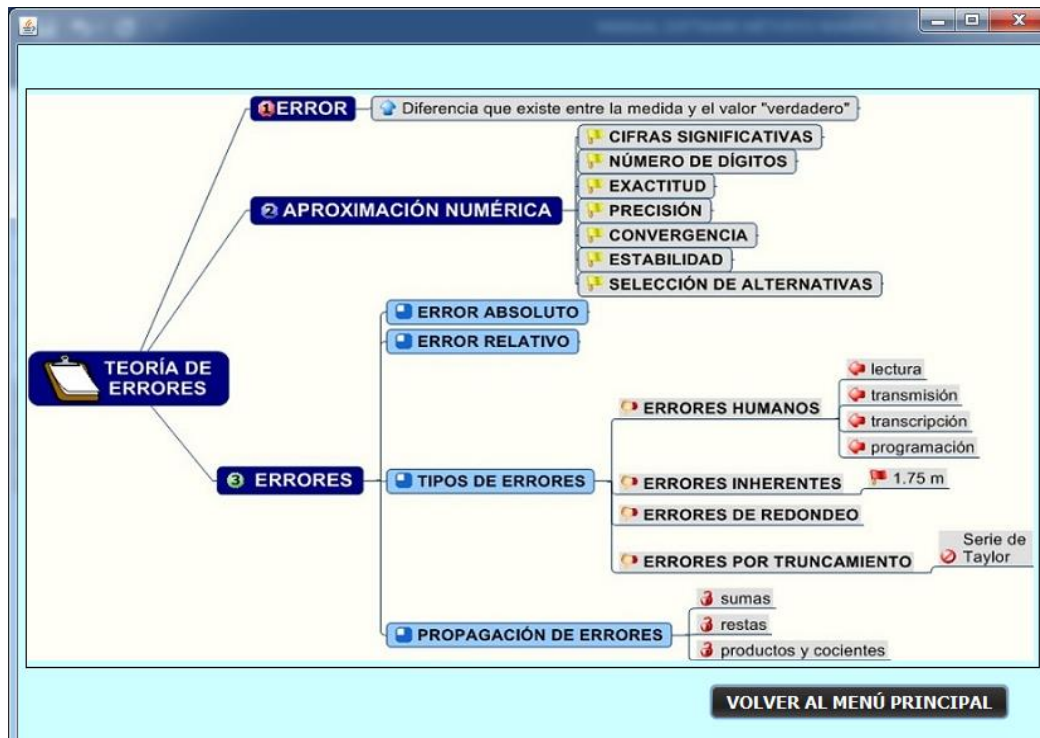 1 ERROR
Diferencia que existe entre la medida y el valor "verdadero"
2 APROXIMACIÓN NUMÉRICA
CIFRAS SIGNIFICATIVAS
NÚMERO DE DÍGITOS
EXACTITUD
PRECISIÓN
CONVERGENCIA
ESTABILIDAD
SELECCIÓN DE ALTERNATIVAS
TEORÍA DE
ERRORES
3 ERRORES
ERROR ABSOLUTO
ERROR RELATIVO
TIPOS DE ERRORES
ERRORES HUMANOS
lectura
transmisión
transcripción
programación
ERRORES INHERENTES
1.75 m
ERRORES DE REDONDEO
ERRORES POR TRUNCAMIENTO
Serie de
Taylor
PROPAGACIÓN DE ERRORES
sumas
restas
productos y cocientes
VOLVER AL MENÚ PRINCIPAL